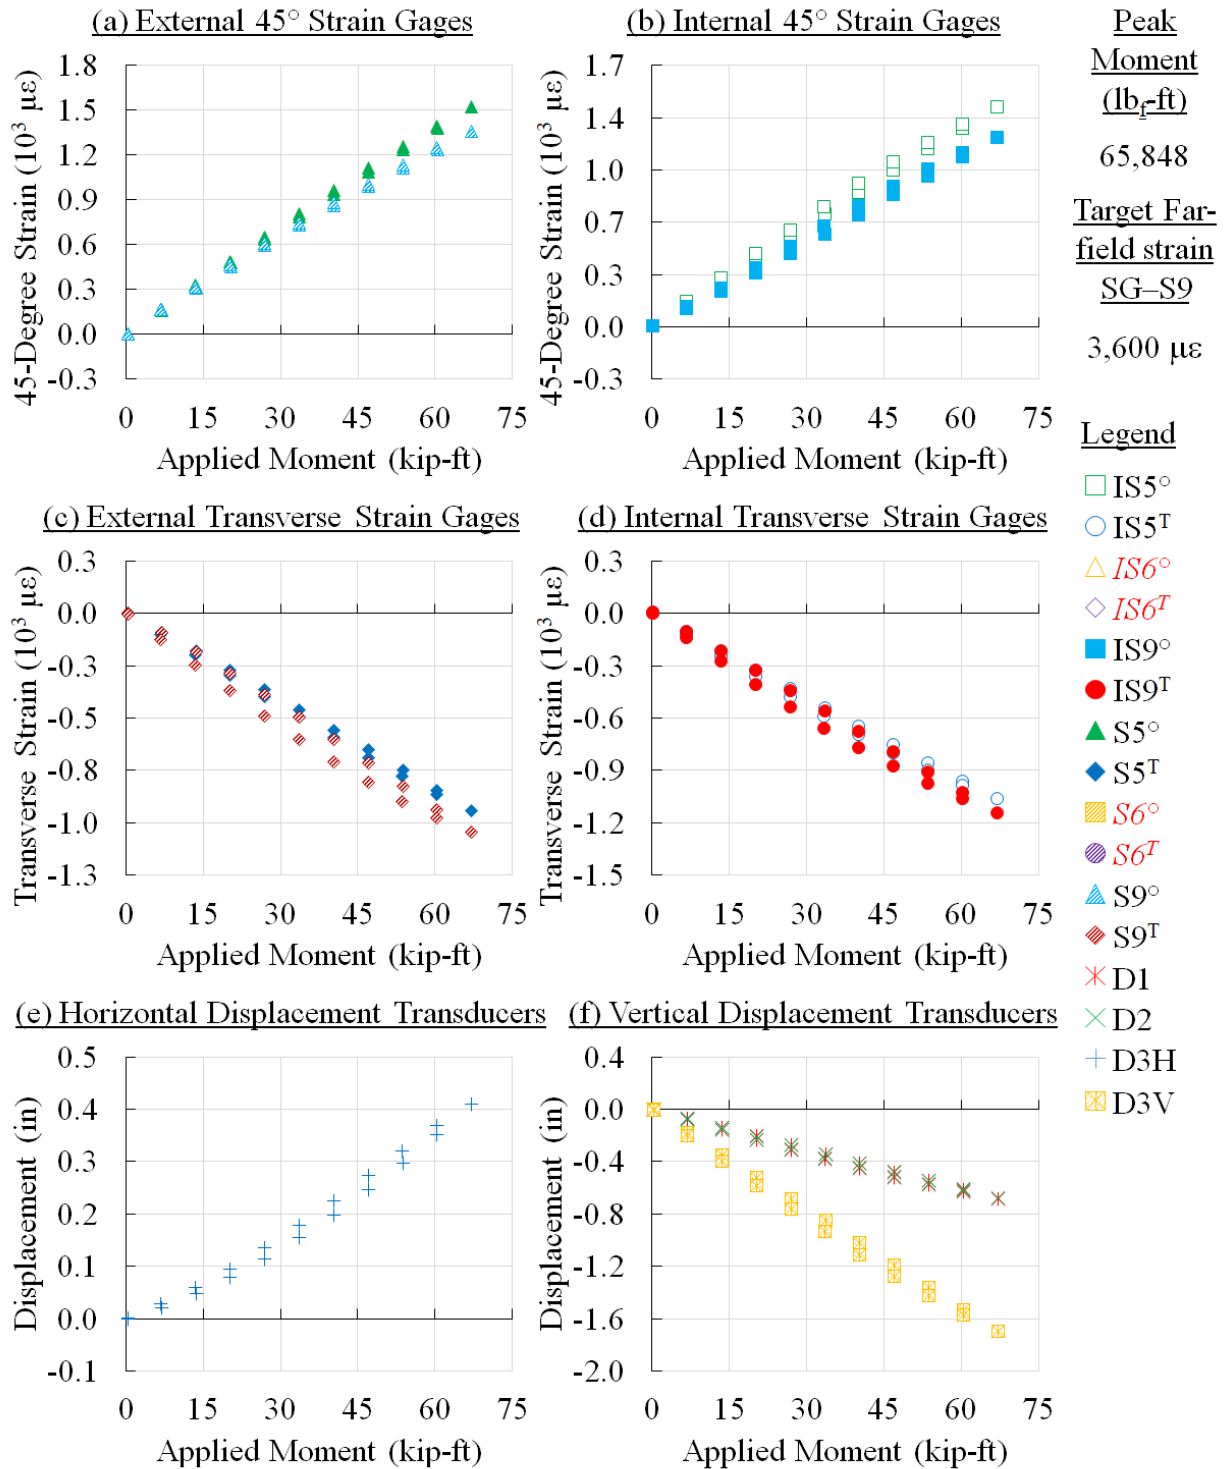 (a) External 45° Strain Gages
45-Degree Strain (10³ µε)
1.8
1.5
1.2
0.9
0.6
0.3
0.0
-0.3
0 15 30 45 60 75
Applied Moment (kip-ft)
(b) Internal 45° Strain Gages
45-Degree Strain (10³ µε)
1.7
1.4
1.0
0.7
0.3
0.0
-0.3
0 15 30 45 60 75
Applied Moment (kip-ft)
Peak
Moment
(lbf-ft)
65,848
Target Far-
field strain
SG–S9
3,600 µε
(c) External Transverse Strain Gages
Transverse Strain (10³ µε)
0.3
0.0
-0.3
-0.5
-0.8
-1.0
-1.3
0 15 30 45 60 75
Applied Moment (kip-ft)
(d) Internal Transverse Strain Gages
Transverse Strain (10³ µε)
0.3
0.0
-0.3
-0.6
-0.9
-1.2
-1.5
0 15 30 45 60 75
Applied Moment (kip-ft)
(e) Horizontal Displacement Transducers
Displacement (in)
0.5
0.4
0.3
0.2
0.1
0.0
-0.1
0 15 30 45 60 75
Applied Moment (kip-ft)
(f) Vertical Displacement Transducers
Displacement (in)
0.4
0.0
-0.4
-0.8
-1.2
-1.6
-2.0
0 15 30 45 60 75
Applied Moment (kip-ft)
Legend
IS5°
IS5ᵀ
IS6°
IS6ᵀ
IS9°
IS9ᵀ
S5°
S5ᵀ
S6°
S6ᵀ
S9°
S9ᵀ
D1
D2
D3H
D3V